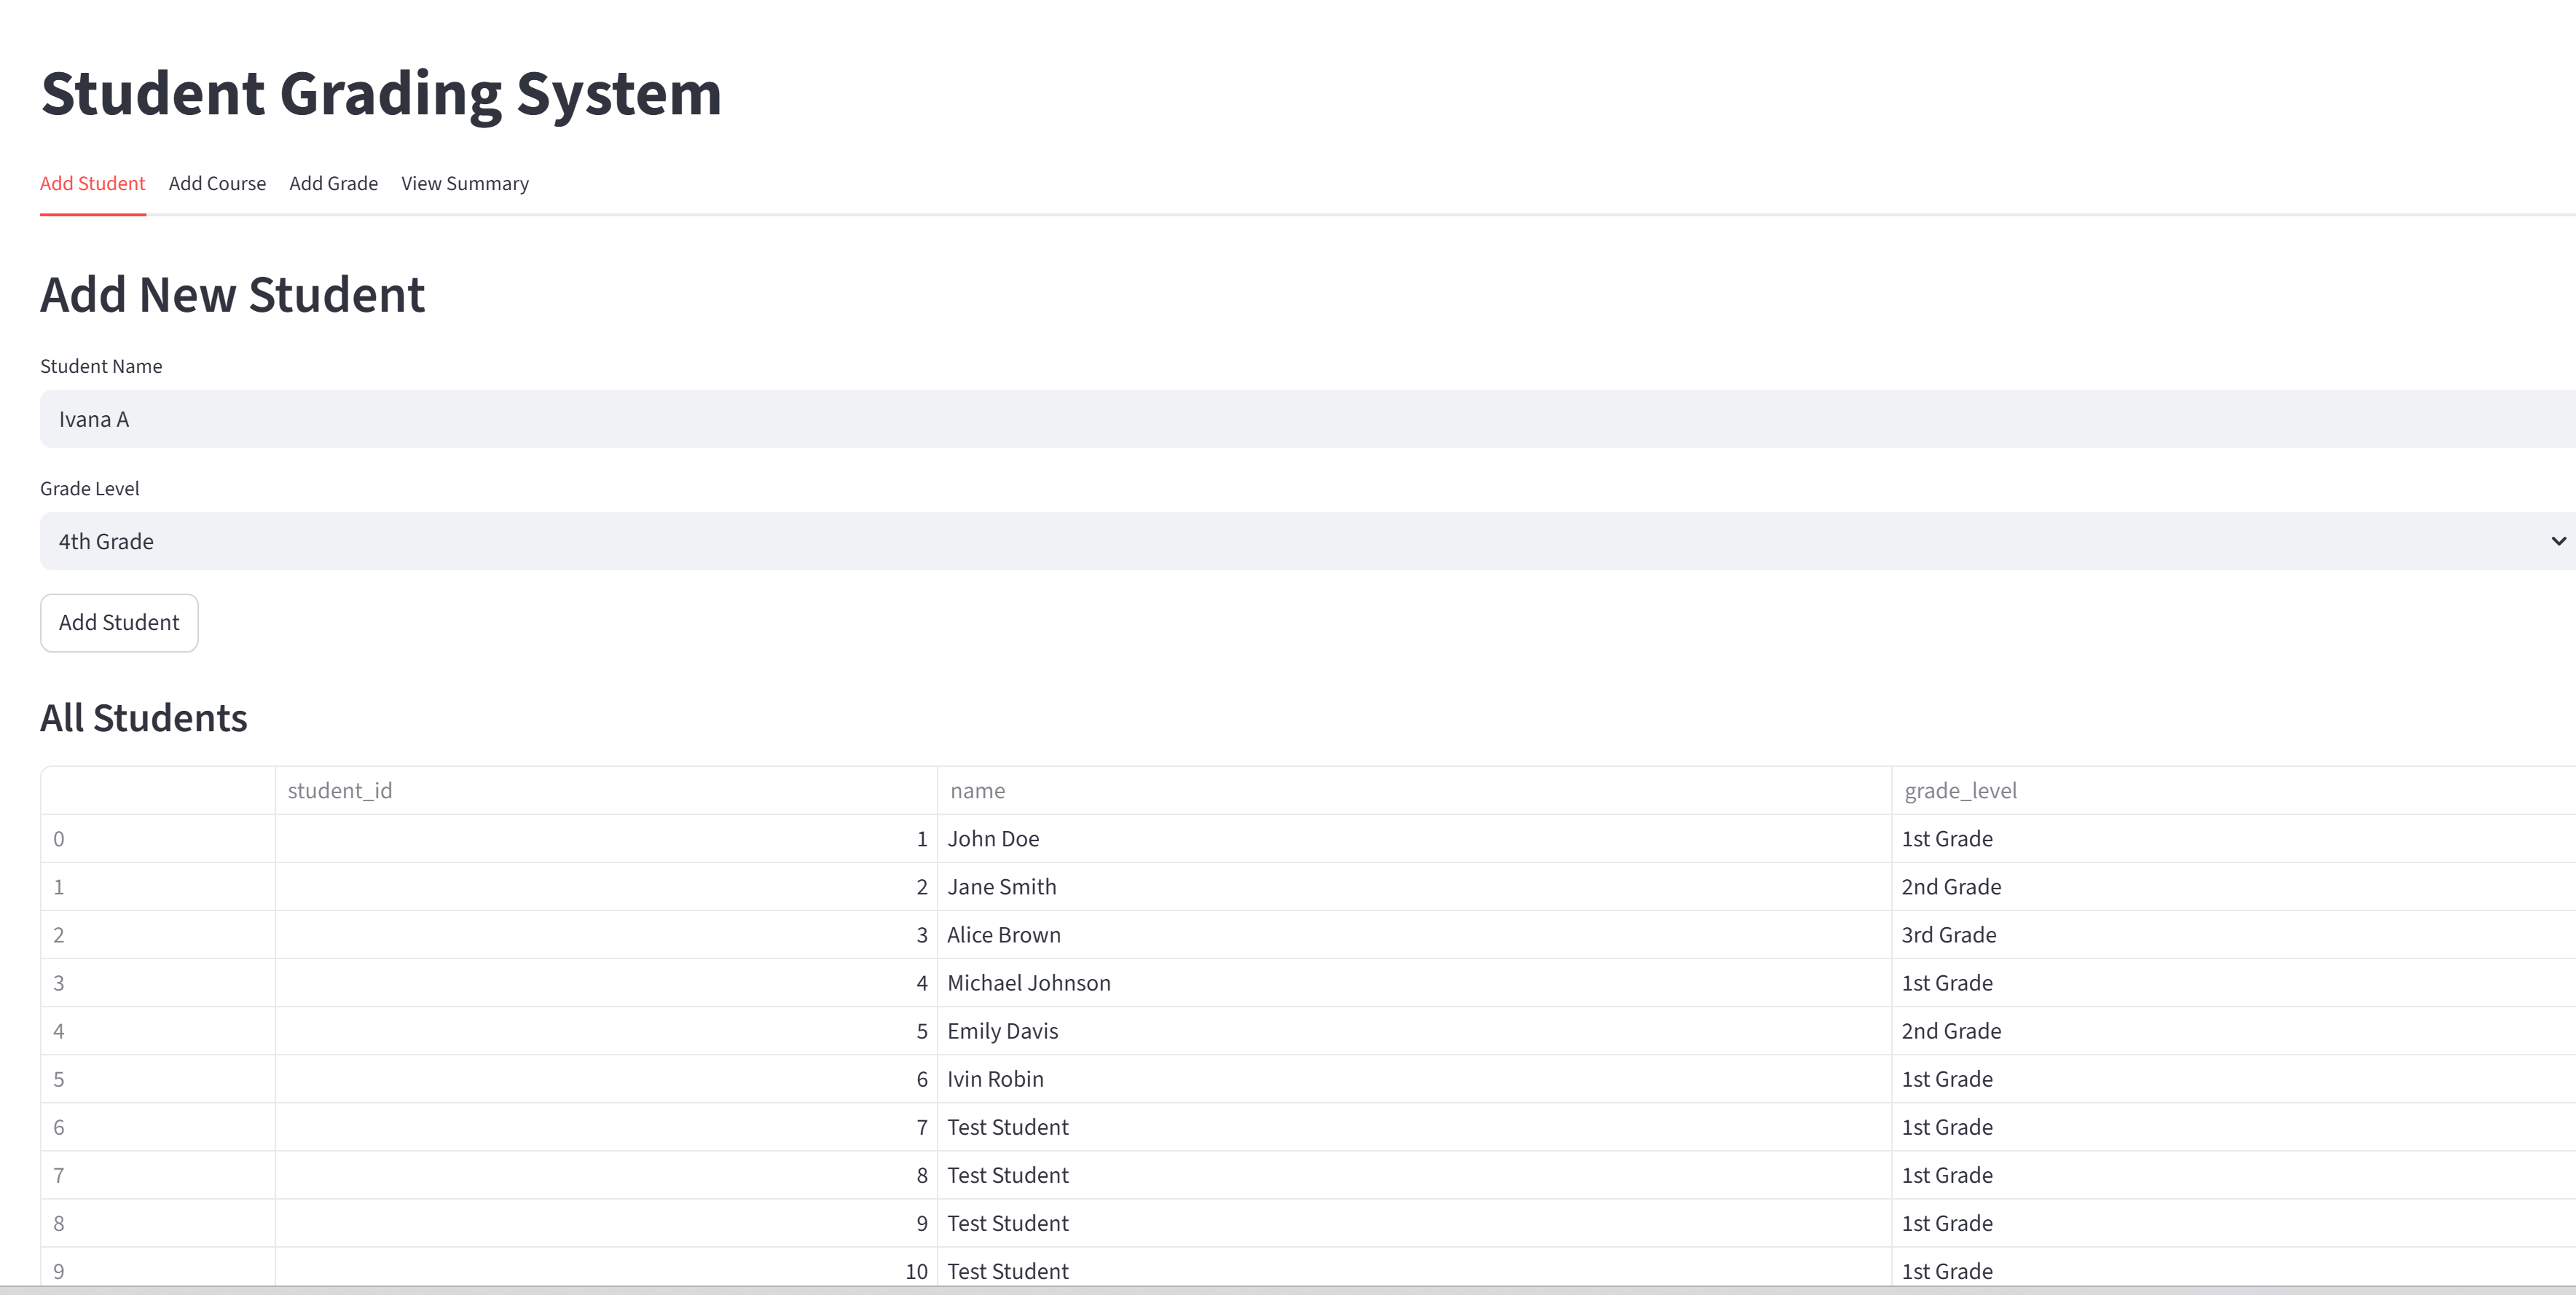 Student Grading System
Add Student Add Course Add Grade View Summary
Add New Student
Student Name
Ivana A
Grade Level
4th Grade
Add Student
All Students
student_id name grade_level
0 1 John Doe 1st Grade
1 2 Jane Smith 2nd Grade
2 3 Alice Brown 3rd Grade
3 4 Michael Johnson 1st Grade
4 5 Emily Davis 2nd Grade
5 6 Ivin Robin 1st Grade
6 7 Test Student 1st Grade
7 8 Test Student 1st Grade
8 9 Test Student 1st Grade
9 10 Test Student 1st Grade